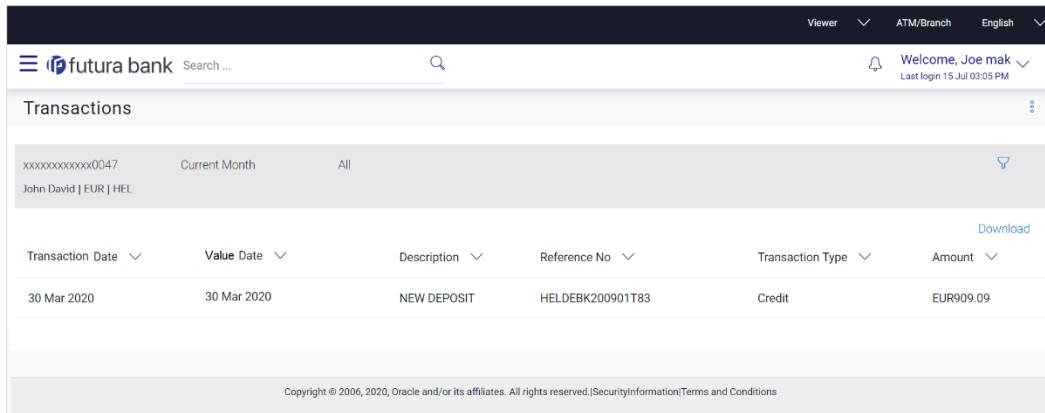 Viewer ATM/Branch English
futura bank Search ... Welcome, Joe mak
Last login 15 Jul 03:05 PM
Transactions
xxxxxxxxxxxx0047 Current Month All
John David | EUR | HEL
Download
Transaction Date Value Date Description Reference No Transaction Type Amount
30 Mar 2020 30 Mar 2020 NEW DEPOSIT HELDEBK200901T83 Credit EUR909.09
Copyright © 2006, 2020, Oracle and/or its affiliates. All rights reserved.|SecurityInformation|Terms and Conditions